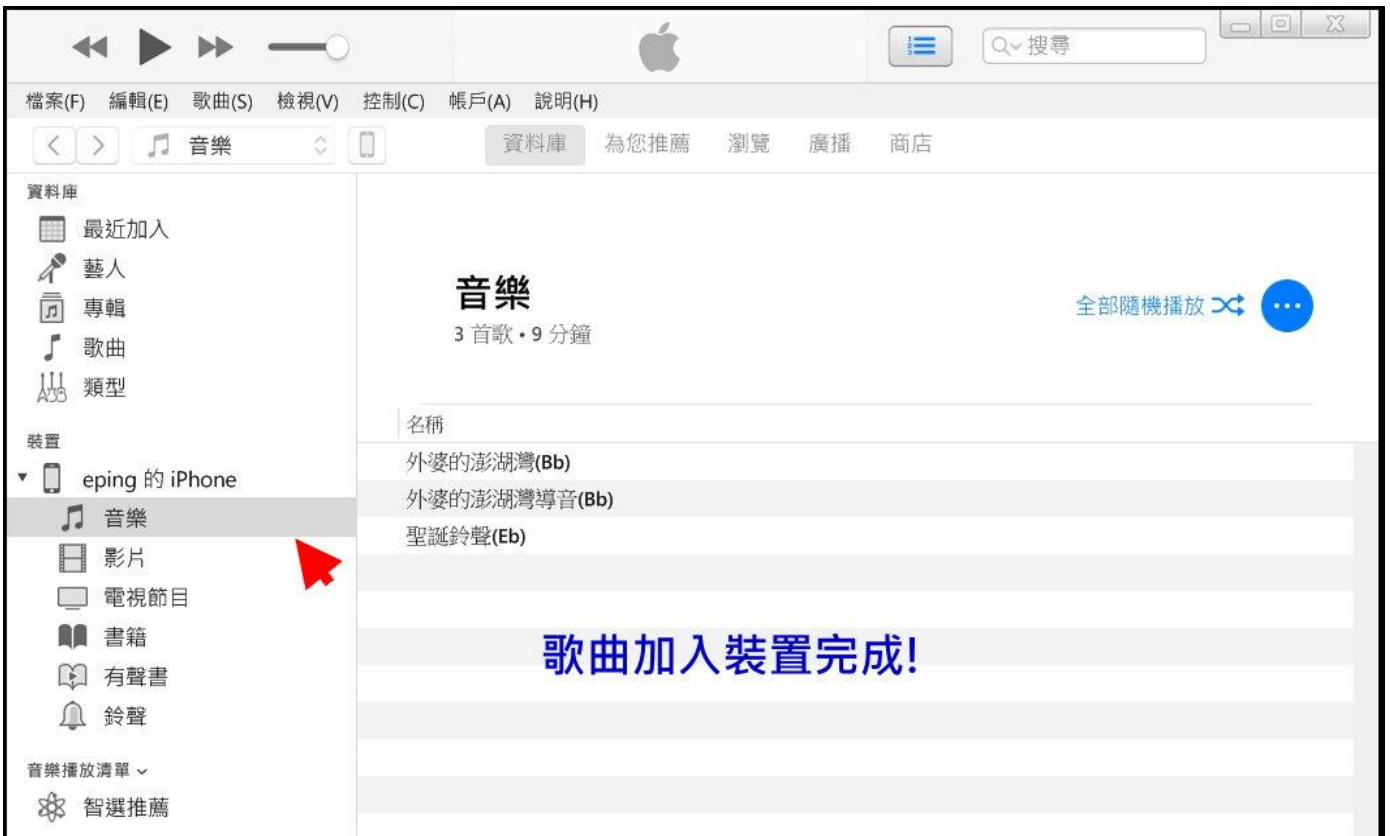 搜尋
檔案(F) 編輯(E) 歌曲(S) 檢視(V) 控制(C) 帳戶(A) 說明(H)
音樂 資料庫 為您推薦 瀏覽 廣播 商店
資料庫
最近加入
藝人
專輯
歌曲
類型
裝置
eping 的 iPhone
音樂
影片
電視節目
書籍
有聲書
鈴聲
音樂播放清單
智選推薦
音樂
3 首歌 • 9 分鐘
全部隨機播放
名稱
外婆的澎湖灣(Bb)
外婆的澎湖灣導音(Bb)
聖誕鈴聲(Eb)
歌曲加入裝置完成!